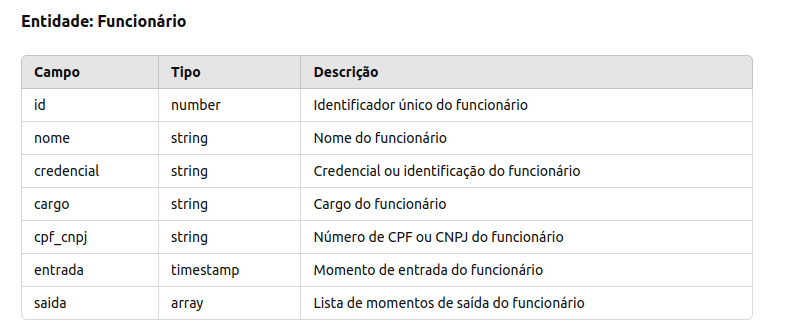 Entidade: Funcionário
Campo Tipo Descrição
id number Identificador único do funcionário
nome string Nome do funcionário
credencial string Credencial ou identificação do funcionário
cargo string Cargo do funcionário
cpf_cnpj string Número de CPF ou CNPJ do funcionário
entrada timestamp Momento de entrada do funcionário
saida array Lista de momentos de saída do funcionário